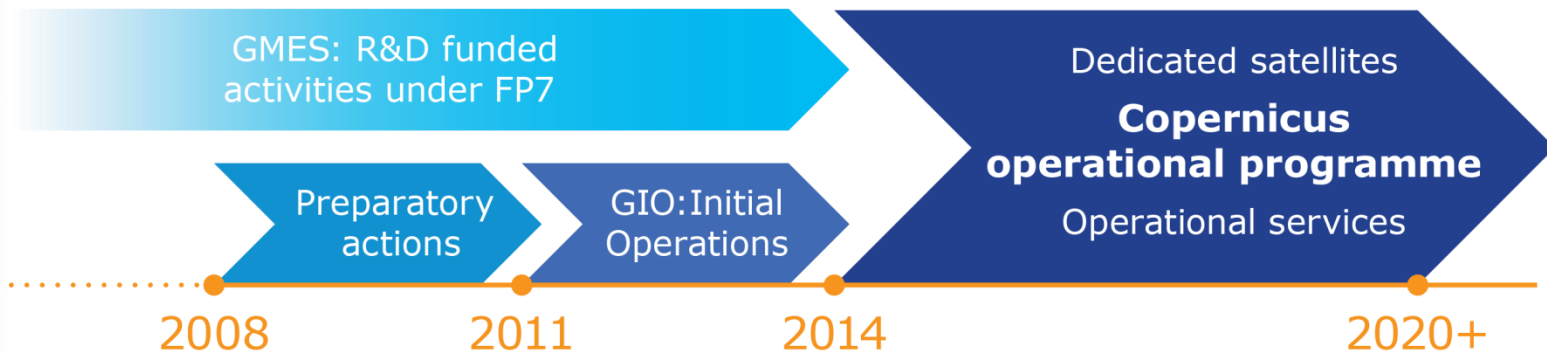 GMES: R&D funded
activities under FP7
Dedicated satellites
Copernicus
operational programme
Operational services
Preparatory
actions
GIO:Initial
Operations
2008
2011
2014
2020+